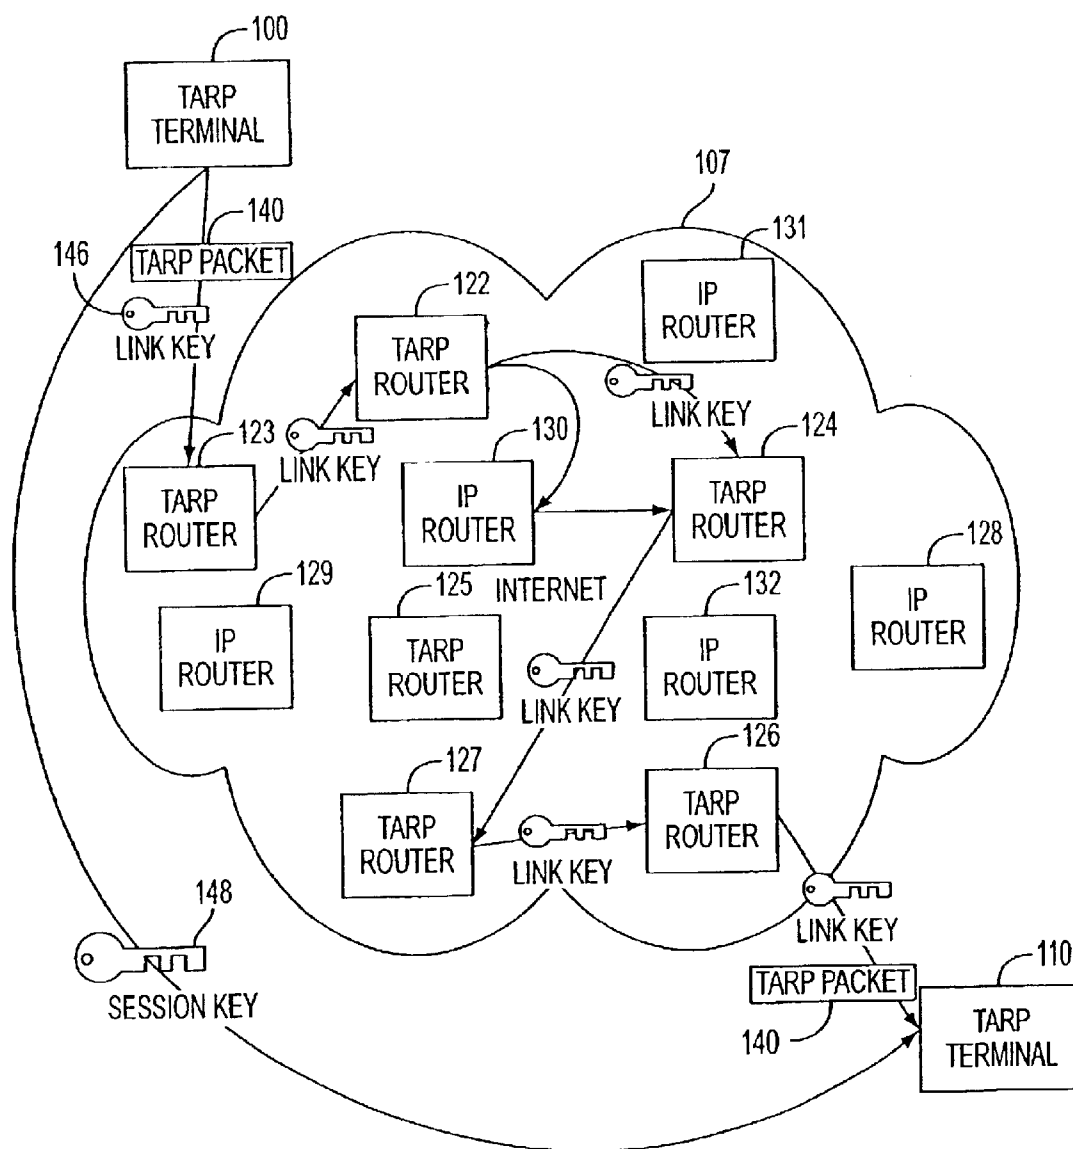 100
TARP
TERMINAL
107
140
131
146
TARP PACKET
IP
ROUTER
122
LINK KEY
TARP
ROUTER
LINK KEY
123
130
124
LINK KEY
TARP
ROUTER
IP
ROUTER
TARP
ROUTER
128
129
125
INTERNET
132
IP
ROUTER
IP
ROUTER
TARP
ROUTER
IP
ROUTER
LINK KEY
127
126
TARP
ROUTER
TARP
ROUTER
LINK KEY
148
LINK KEY
110
SESSION KEY
TARP PACKET
140
TARP
TERMINAL